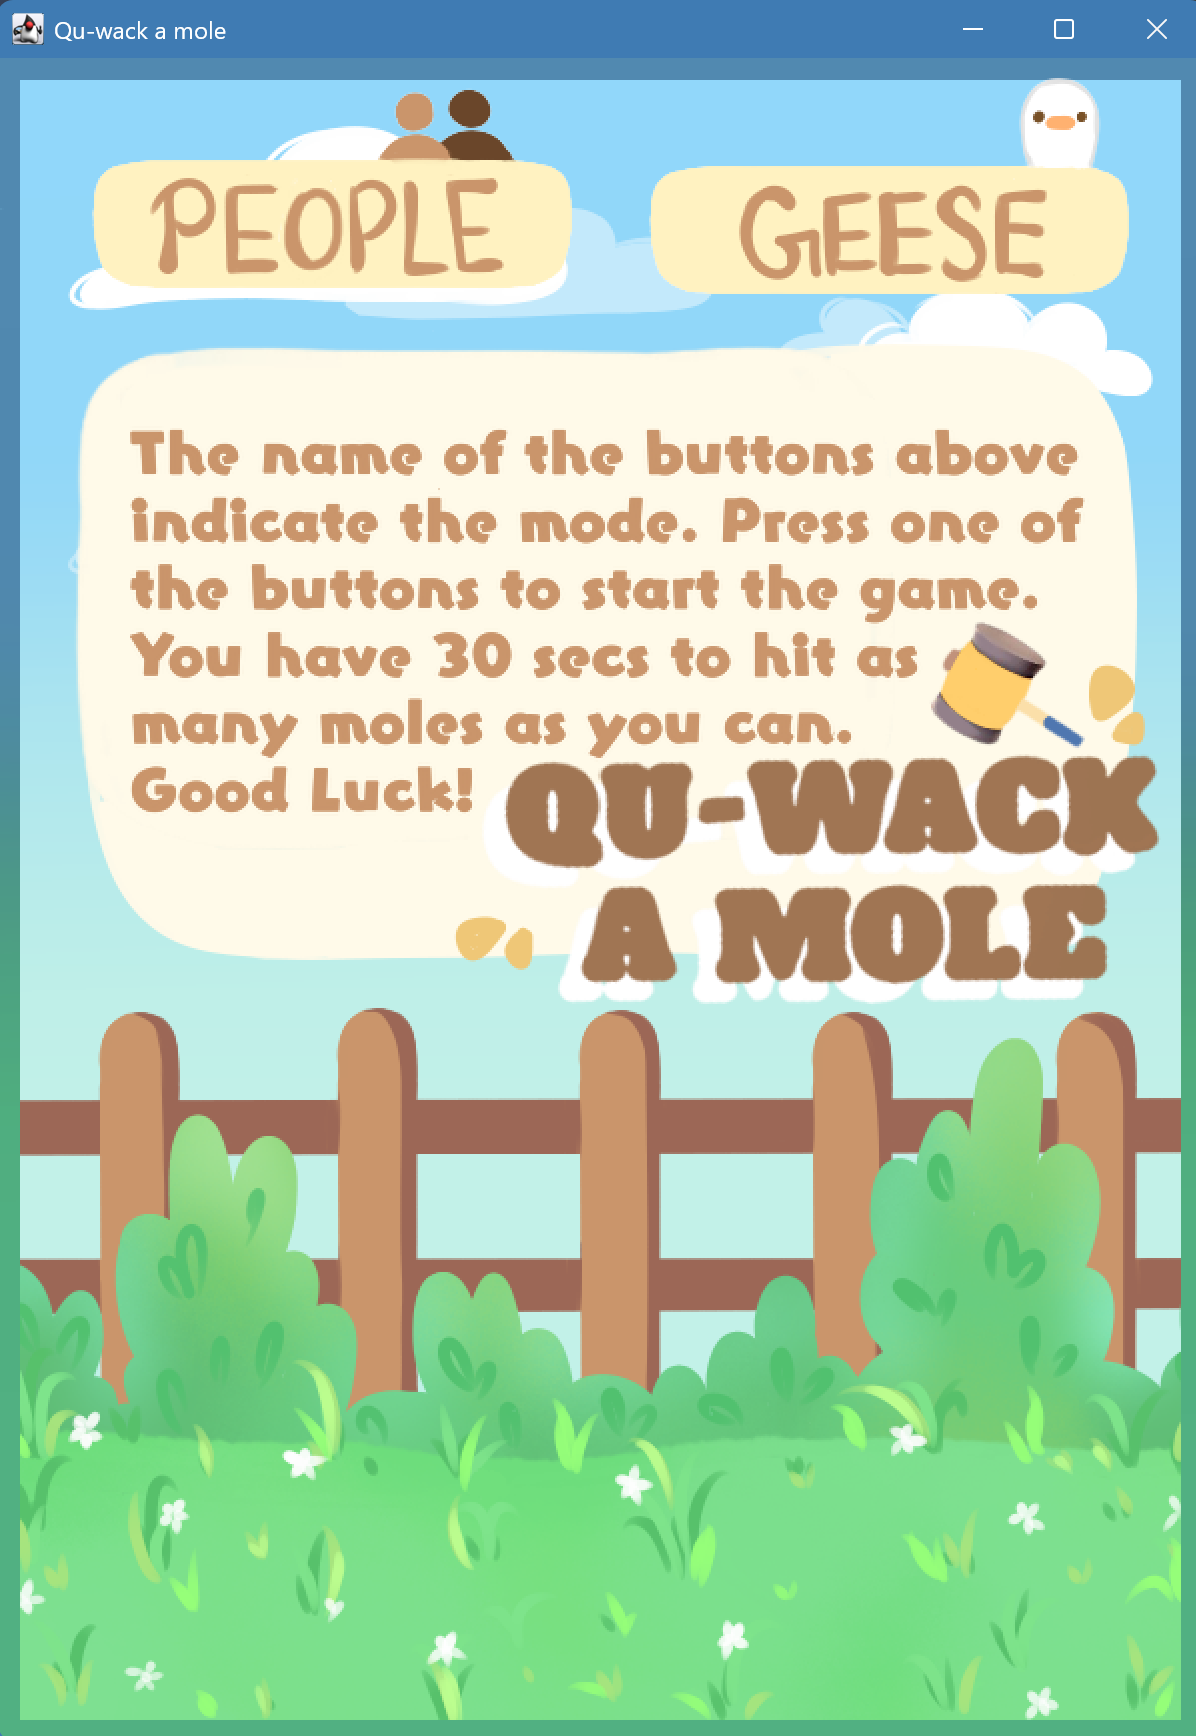 Qu-wack a mole
PEOPLE
GEESE
The name of the buttons above
indicate the mode. Press one of
the buttons to start the game.
You have 30 secs to hit as
many moles as you can.
Good Luck!
QU-WACK
A MOLE